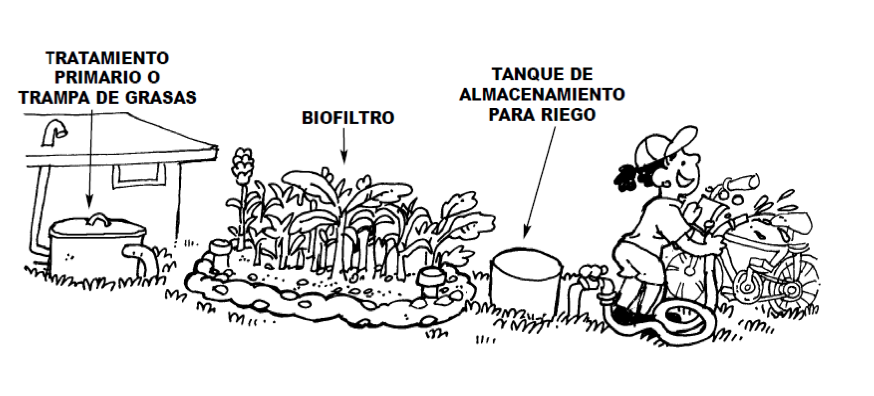 TRATAMIENTO
PRIMARIO O
TRAMPA DE GRASAS
BIOFILTRO
TANQUE DE
ALMACENAMIENTO
PARA RIEGO